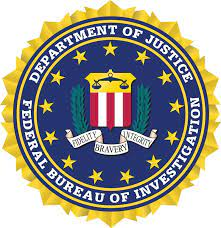 DEPARTMENT OF JUSTICE
FIDELITY
BRAVERY
INTEGRITY
FEDERAL BUREAU OF INVESTIGATION